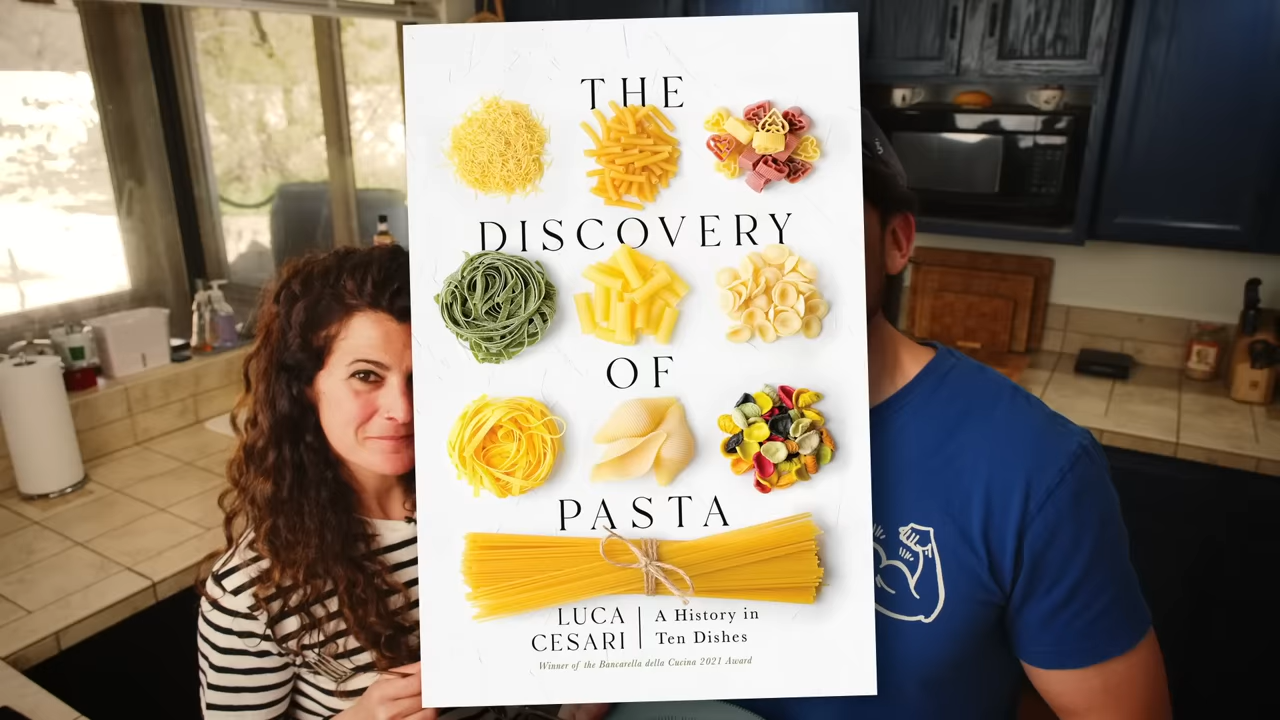 THE
DISCOVERY
OF
PASTA
LUCA
CESARI
A History in
Ten Dishes
Winner of the Bancarella della Cucina 2021 Award